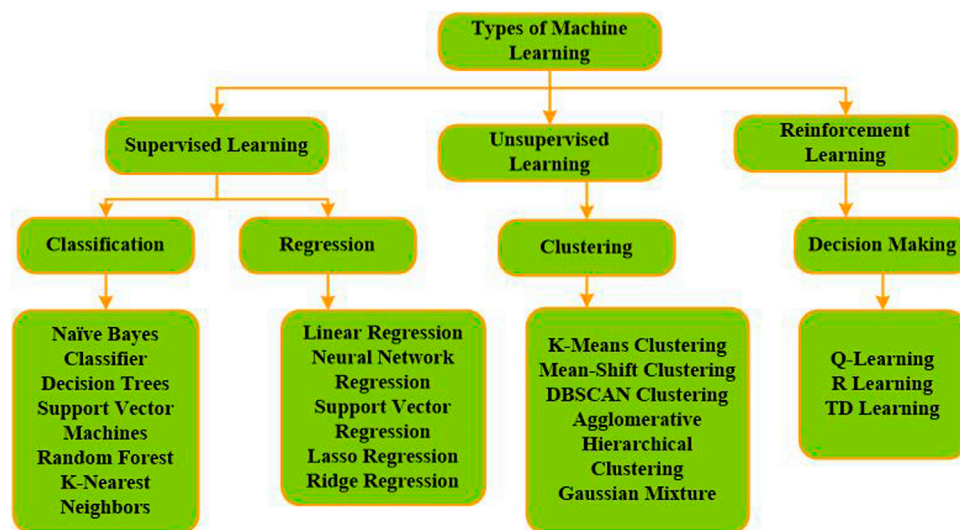 Types of Machine
Learning
Supervised Learning
Unsupervised
Learning
Reinforcement
Learning
Classification
Regression
Clustering
Decision Making
Naïve Bayes
Classifier
Decision Trees
Support Vector
Machines
Random Forest
K-Nearest
Neighbors
Linear Regression
Neural Network
Regression
Support Vector
Regression
Lasso Regression
Ridge Regression
K-Means Clustering
Mean-Shift Clustering
DBSCAN Clustering
Agglomerative
Hierarchical
Clustering
Gaussian Mixture
Q-Learning
R Learning
TD Learning